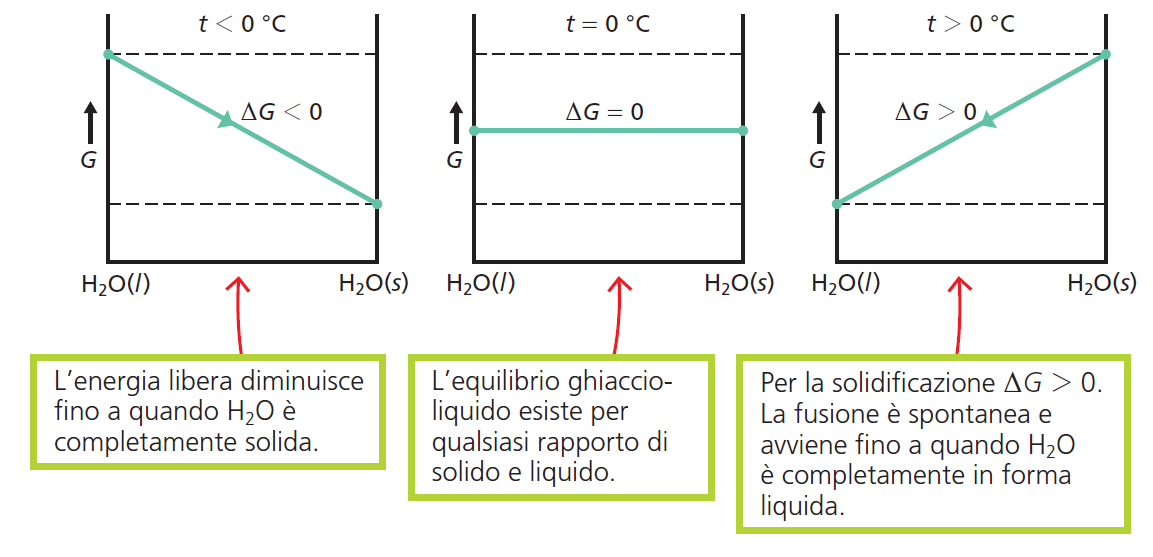 t < 0 °C
ΔG < 0
G
H₂O(l)
H₂O(s)
t = 0 °C
ΔG = 0
G
H₂O(l)
H₂O(s)
t > 0 °C
ΔG > 0
G
H₂O(l)
H₂O(s)
L’energia libera diminuisce
fino a quando H₂O è
completamente solida.
L’equilibrio ghiaccio-
liquido esiste per
qualsiasi rapporto di
solido e liquido.
Per la solidificazione ΔG > 0.
La fusione è spontanea e
avviene fino a quando H₂O
è completamente in forma
liquida.